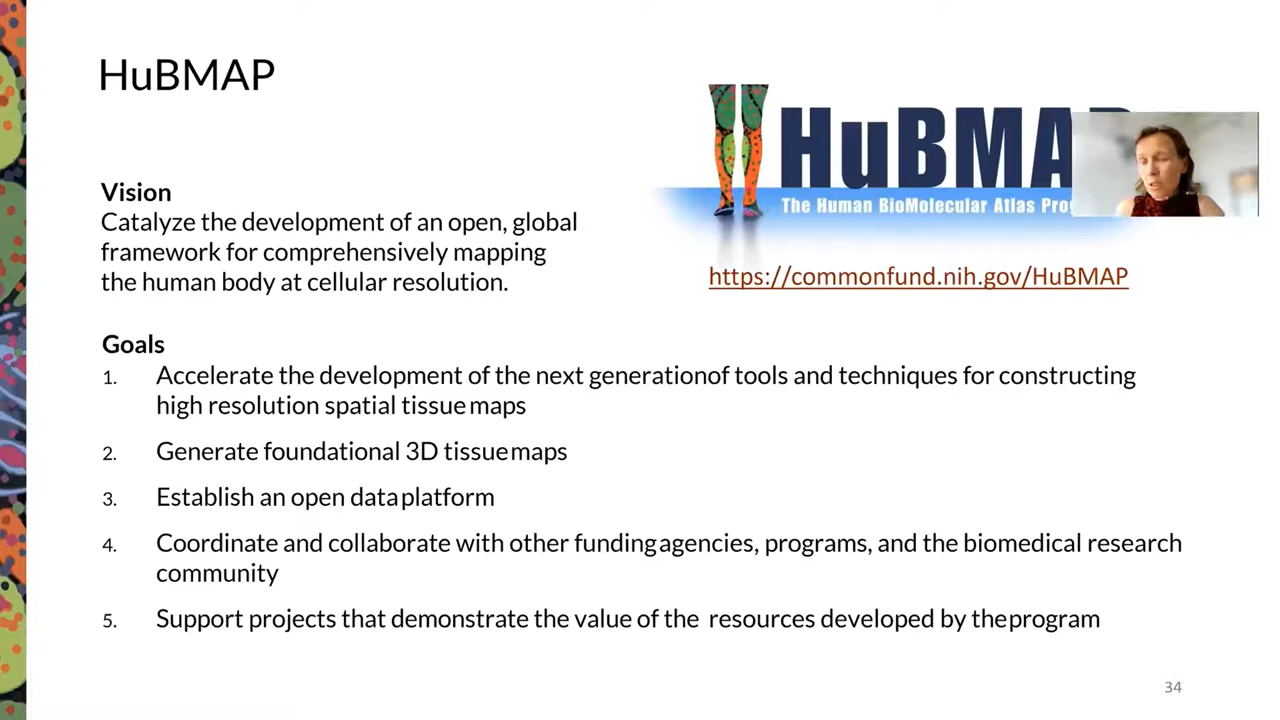 HuBMAP
HuBMA
The Human BioMolecular Atlas
https://commonfund.nih.gov/HuBMAP
Vision
Catalyze the development of an open, global
framework for comprehensively mapping
the human body at cellular resolution.
Goals
1. Accelerate the development of the next generationof tools and techniques for constructing
high resolution spatial tissue maps
2. Generate foundational 3D tissue maps
3. Establish an open data platform
4. Coordinate and collaborate with other funding agencies, programs, and the biomedical research
community
5. Support projects that demonstrate the value of the resources developed by theprogram
34